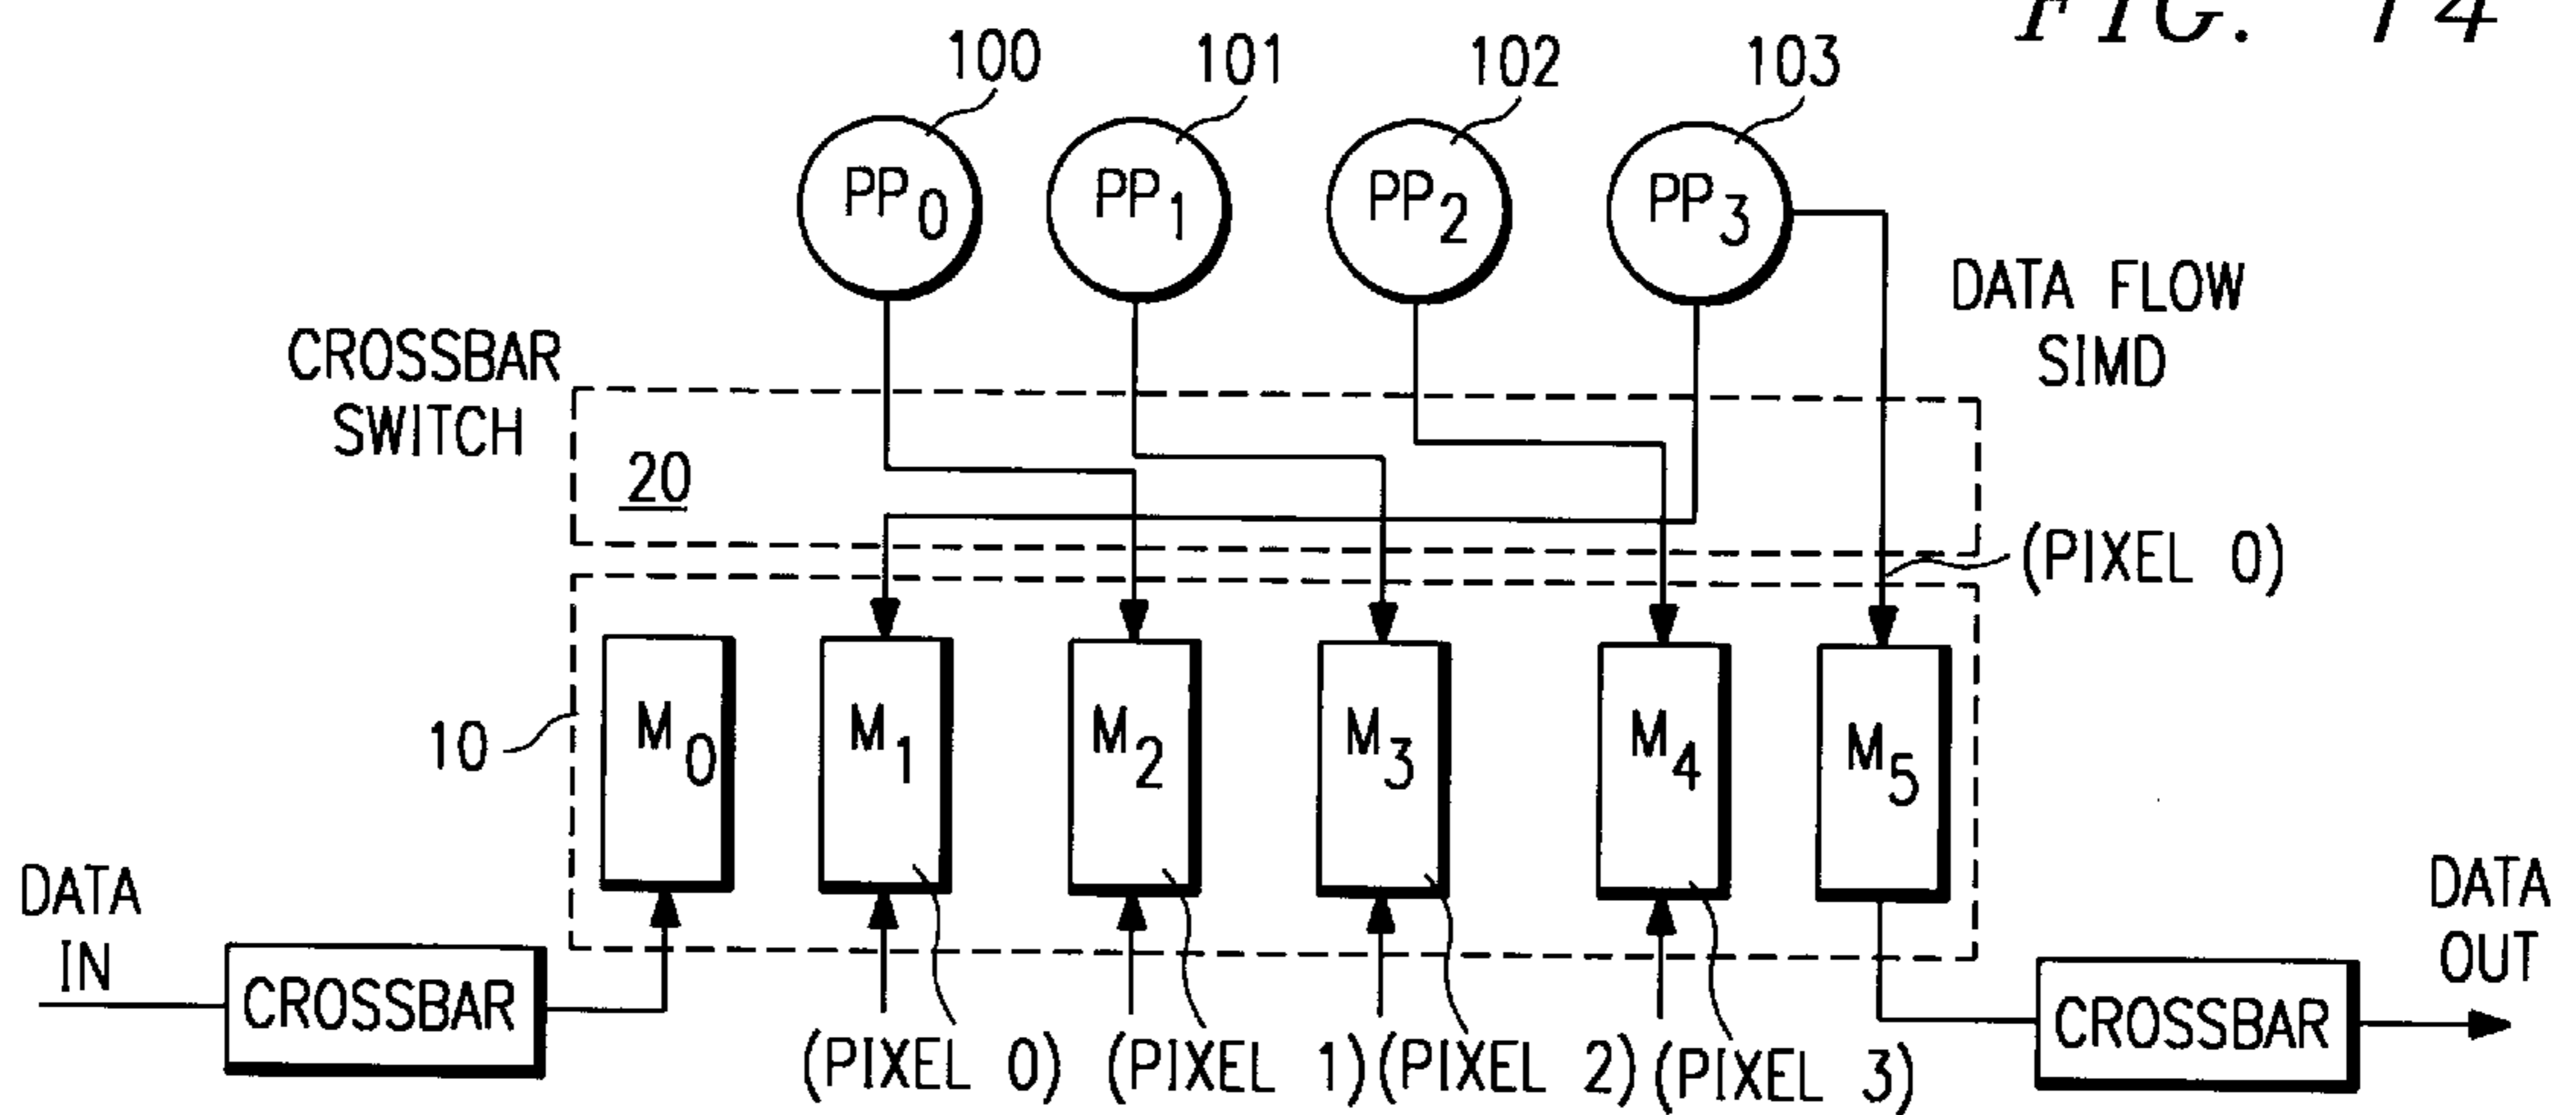 FIG. 14
100 101 102 103
PP0 PP1 PP2 PP3
DATA FLOW
SIMD
CROSSBAR
SWITCH
20
(PIXEL 0)
10
M0 M1 M2 M3 M4 M5
DATA
IN
CROSSBAR
(PIXEL 0) (PIXEL 1) (PIXEL 2) (PIXEL 3)
CROSSBAR
DATA
OUT